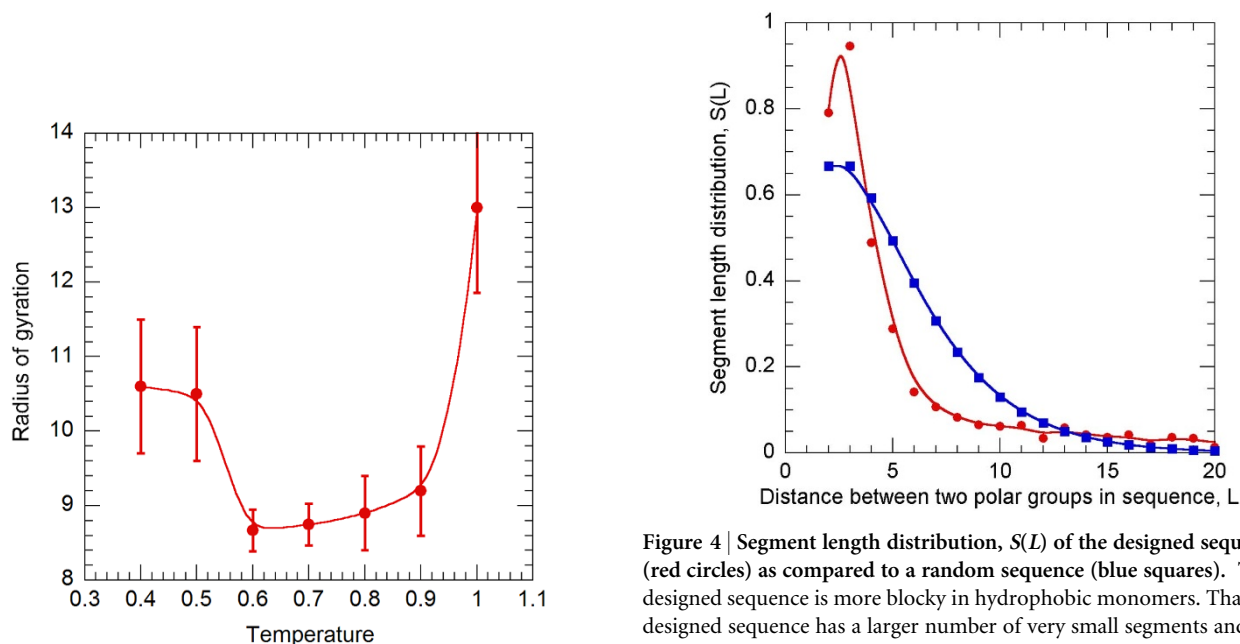 14
13
12
11
10
9
8
0.3 0.4 0.5 0.6 0.7 0.8 0.9 1 1.1
Radius of gyration
Temperature
1
0.8
0.6
0.4
0.2
0
0 5 10 15 20
Segment length distribution, S(L)
Distance between two polar groups in sequence, L
Figure 4 | Segment length distribution, S(L) of the designed sequ
(red circles) as compared to a random sequence (blue squares).
designed sequence is more blocky in hydrophobic monomers. Tha
designed sequence has a larger number of very small segments and